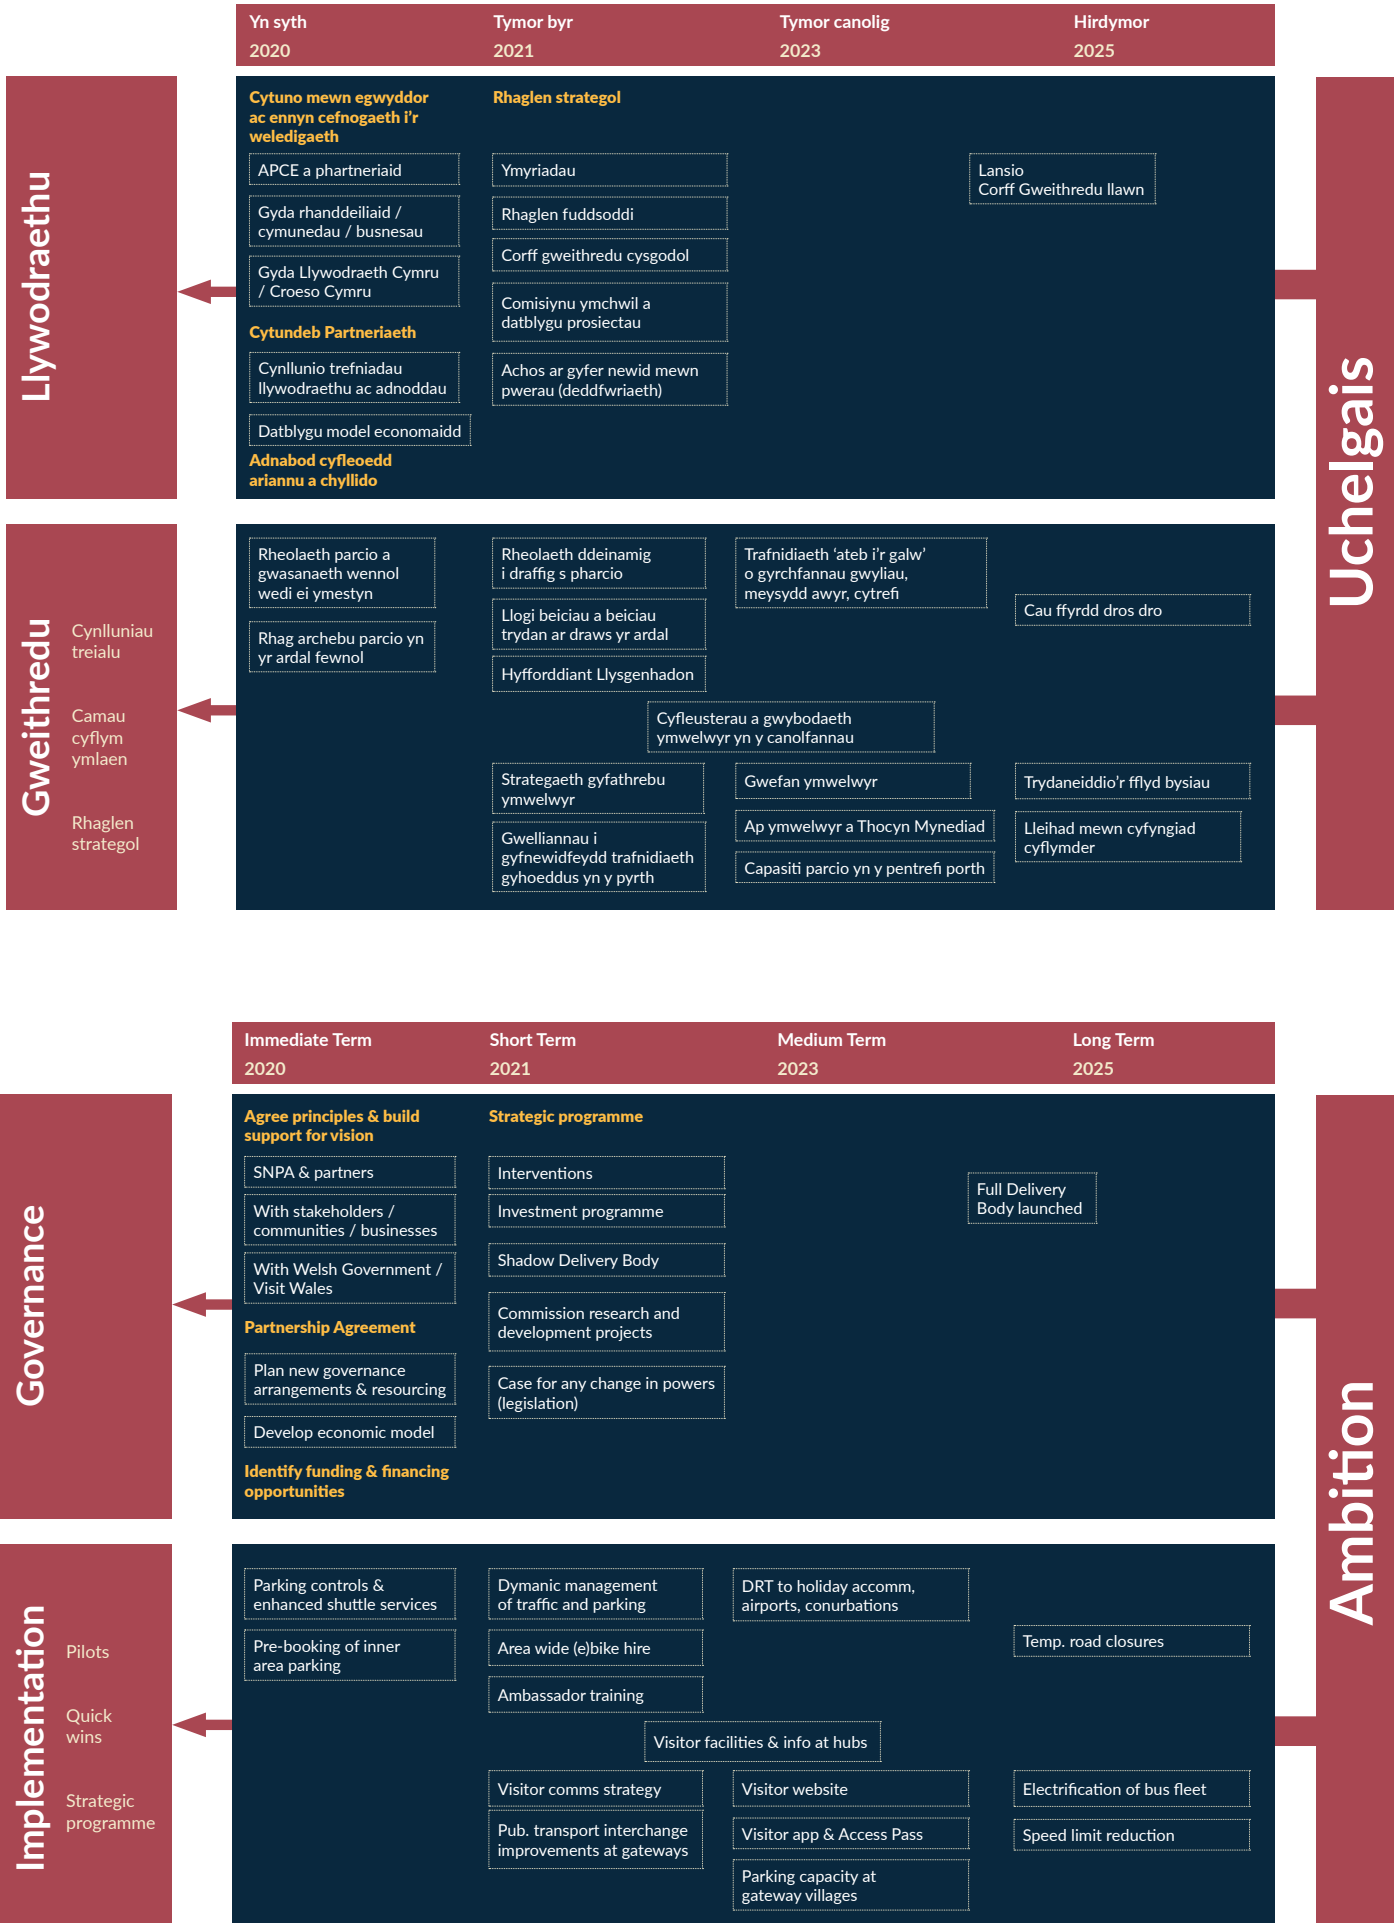 Yn syth
2020
Tymor byr
2021
Tymor canolig
2023
Hirdymor
2025
Llywodraethu
Cytuno mewn egwyddor
ac ennyn cefnogaeth i'r
weledigaeth
APCE a phartneriaid
Gyda rhanddeiliaid /
cymunedau / busnesau
Gyda Llywodraeth Cymru
/ Croeso Cymru
Cytundeb Partneriaeth
Cynllunio trefniadau
llywodraethu ac adnoddau
Datblygu model economaidd
Adnabod cyfleoedd
ariannu a chyllido
Rhaglen strategol
Ymyriadau
Rhaglen fuddsoddi
Corff gweithredu cysgodol
Comisiynu ymchwil a
datblygu prosiectau
Achos ar gyfer newid mewn
pwerau (deddfwriaeth)
Lansio
Corff Gweithredu llawn
Uchelgais
Gweithredu
Cynlluniau
treialu
Camau
cyflym
ymlaen
Rhaglen
strategol
Rheolaeth parcio a
gwasanaeth wennol
wedi ei ymestyn
Rhag archebu parcio yn
yr ardal fewnol
Rheolaeth ddeinamig
i draffig s pharcio
Llogi beiciau a beiciau
trydan ar draws yr ardal
Hyfforddiant Llysgenhadon
Trafnidiaeth ‘ateb i’r galw’
o gyrchfannau gwyliau,
meysydd awyr, cytrefi
Cau ffyrdd dros dro
Cyfleusterau a gwybodaeth
ymwelwyr yn y canolfannau
Strategaeth gyfathrebu
ymwelwyr
Gwelliannau i
gyfnewidfeydd trafnidiaeth
gyhoeddus yn y pyrth
Gwefan ymwelwyr
Ap ymwelwyr a Thocyn Mynediad
Capasiti parcio yn y pentrefi porth
Trydaneiddio'r fflyd bysiau
Lleihad mewn cyfyngiad
cyflymder
Immediate Term
2020
Short Term
2021
Medium Term
2023
Long Term
2025
Governance
Agree principles & build
support for vision
SNPA & partners
With stakeholders /
communities / businesses
With Welsh Government /
Visit Wales
Partnership Agreement
Plan new governance
arrangements & resourcing
Develop economic model
Identify funding & financing
opportunities
Strategic programme
Interventions
Investment programme
Shadow Delivery Body
Commission research and
development projects
Case for any change in powers
(legislation)
Full Delivery
Body launched
Ambition
Implementation
Pilots
Quick
wins
Strategic
programme
Parking controls &
enhanced shuttle services
Pre-booking of inner
area parking
Dymanic management
of traffic and parking
Area wide (e)bike hire
Ambassador training
DRT to holiday accomm,
airports, conurbations
Temp. road closures
Visitor facilities & info at hubs
Visitor comms strategy
Pub. transport interchange
improvements at gateways
Visitor website
Visitor app & Access Pass
Parking capacity at
gateway villages
Electrification of bus fleet
Speed limit reduction